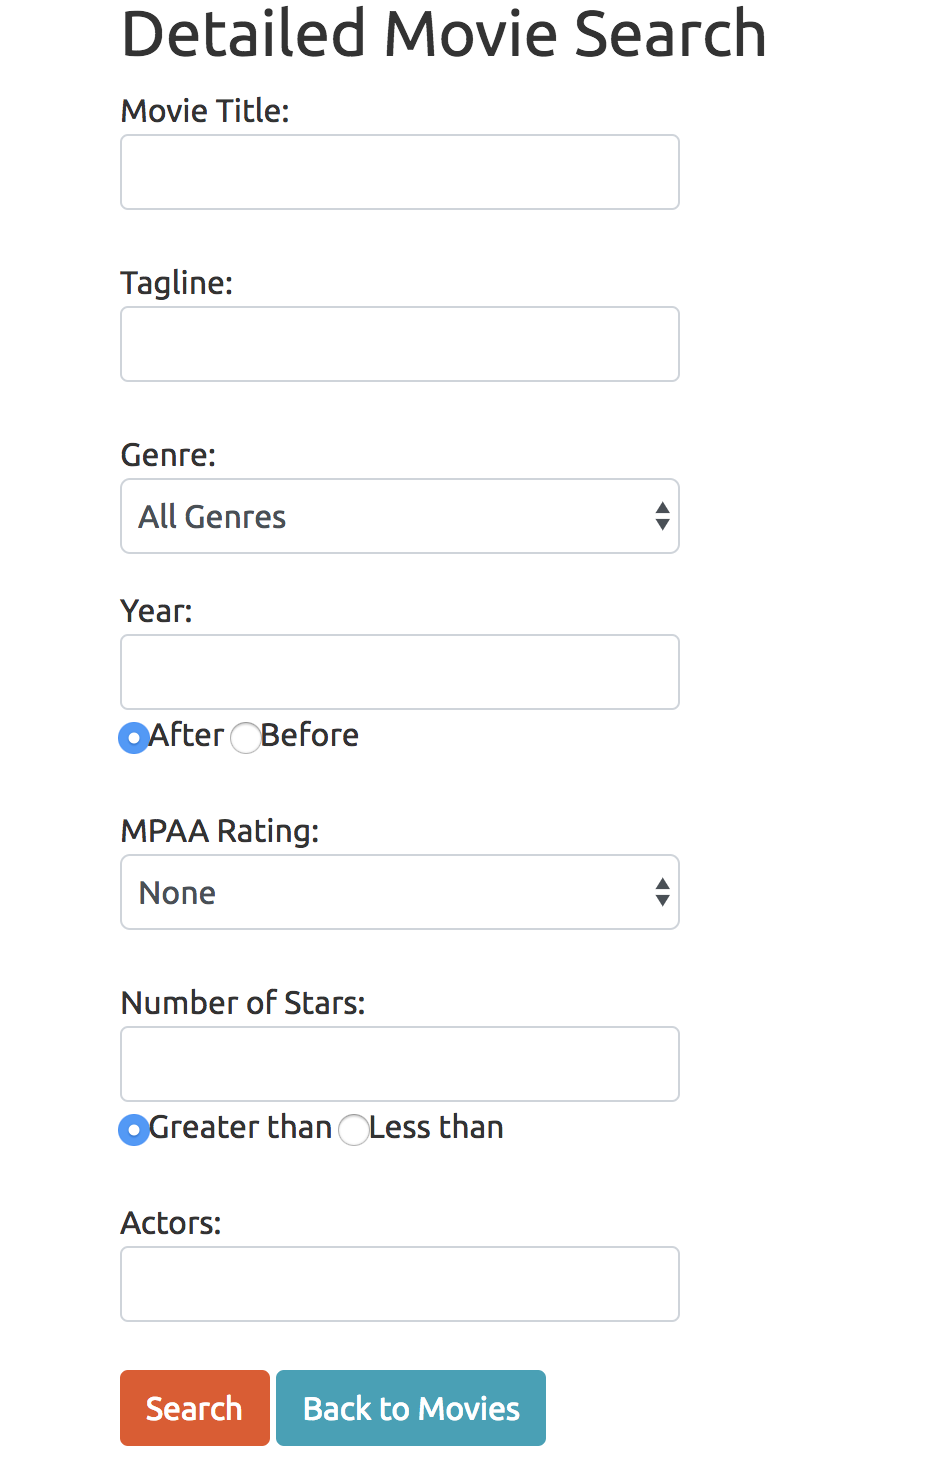 Detailed Movie Search
Movie Title:
Tagline:
Genre:
All Genres
Year:
After Before
MPAA Rating:
None
Number of Stars:
Greater than Less than
Actors:
Search Back to Movies